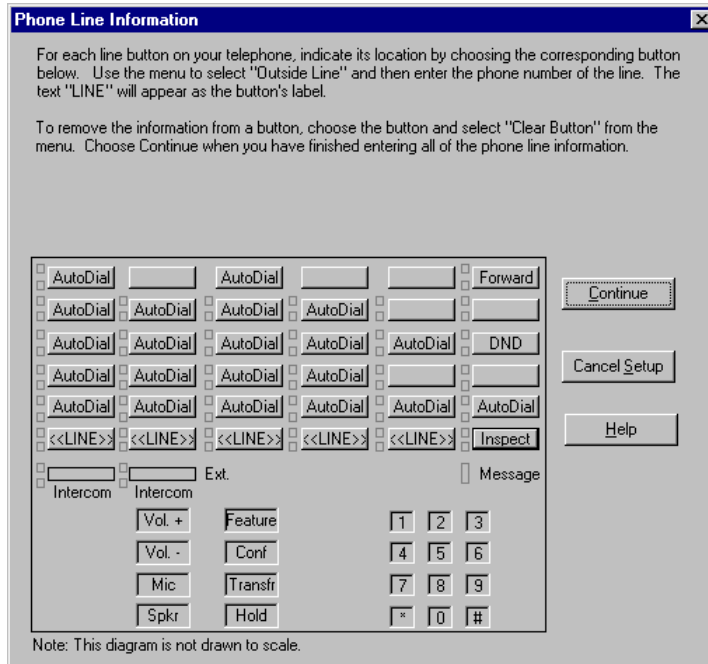 Phone Line Information
For each line button on your telephone, indicate its location by choosing the corresponding button
below. Use the menu to select "Outside Line" and then enter the phone number of the line. The
text "LINE" will appear as the button's label.
To remove the information from a button, choose the button and select "Clear Button" from the
menu. Choose Continue when you have finished entering all of the phone line information.
AutoDial AutoDial Forward
AutoDial AutoDial AutoDial AutoDial
AutoDial AutoDial AutoDial AutoDial AutoDial DND
AutoDial AutoDial AutoDial AutoDial
AutoDial AutoDial AutoDial AutoDial AutoDial AutoDial
<<LINE>> <<LINE>> <<LINE>> <<LINE>> <<LINE>> Inspect
Ext. Message
Intercom Intercom
Vol. + Feature 1 2 3
Vol. - Conf 4 5 6
Mic Transfr 7 8 9
Spkr Hold * 0 #
Note: This diagram is not drawn to scale.
Continue
Cancel Setup
Help